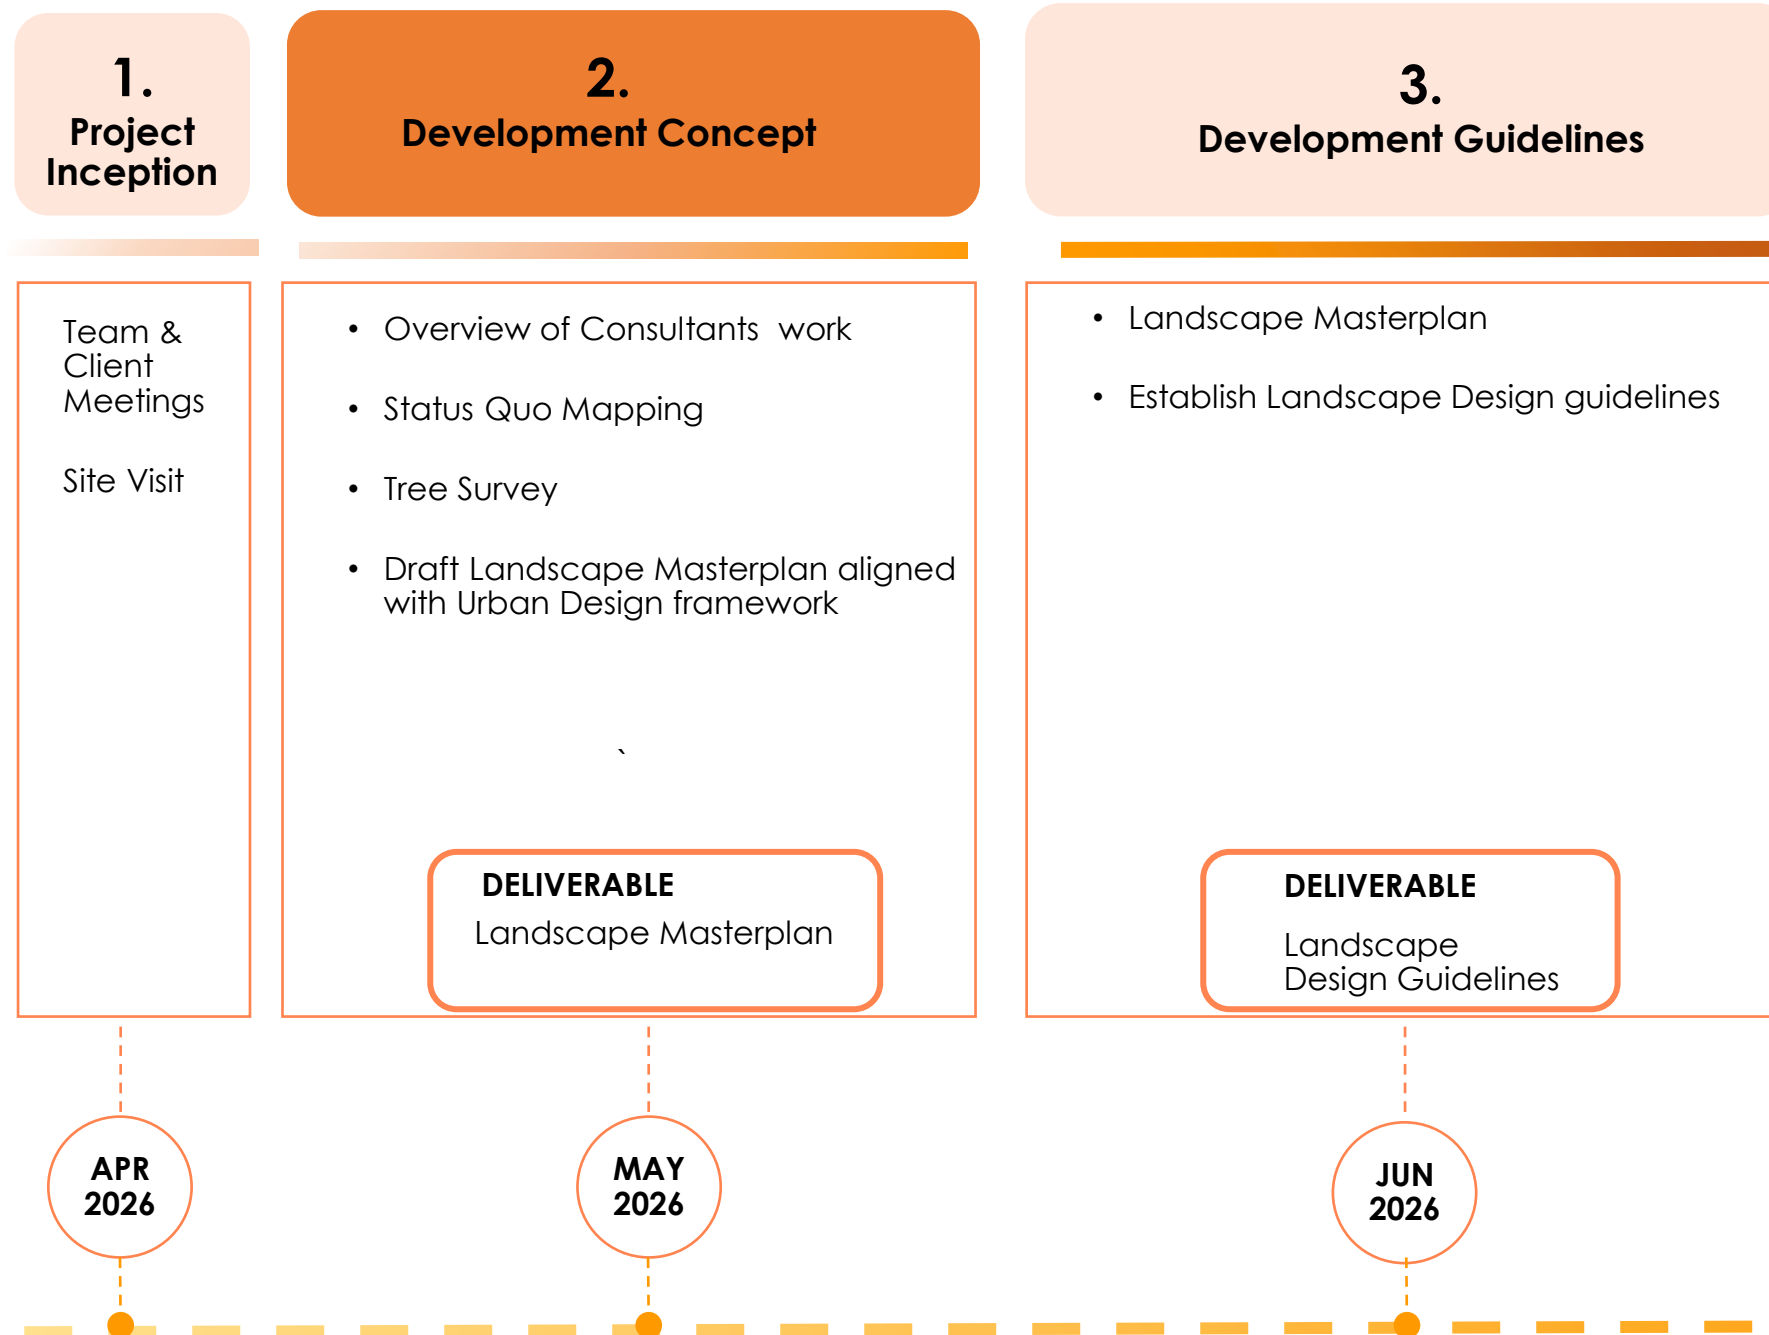 1.
Project
Inception
2.
Development Concept
3.
Development Guidelines
Team &
Client
Meetings
Site Visit
• Overview of Consultants  work
• Status Quo Mapping
• Tree Survey
• Draft Landscape Masterplan aligned
with Urban Design framework
`
DELIVERABLE
Landscape Masterplan
• Landscape Masterplan
• Establish Landscape Design guidelines
DELIVERABLE
Landscape
Design Guidelines
APR
2026
MAY
2026
JUN
2026